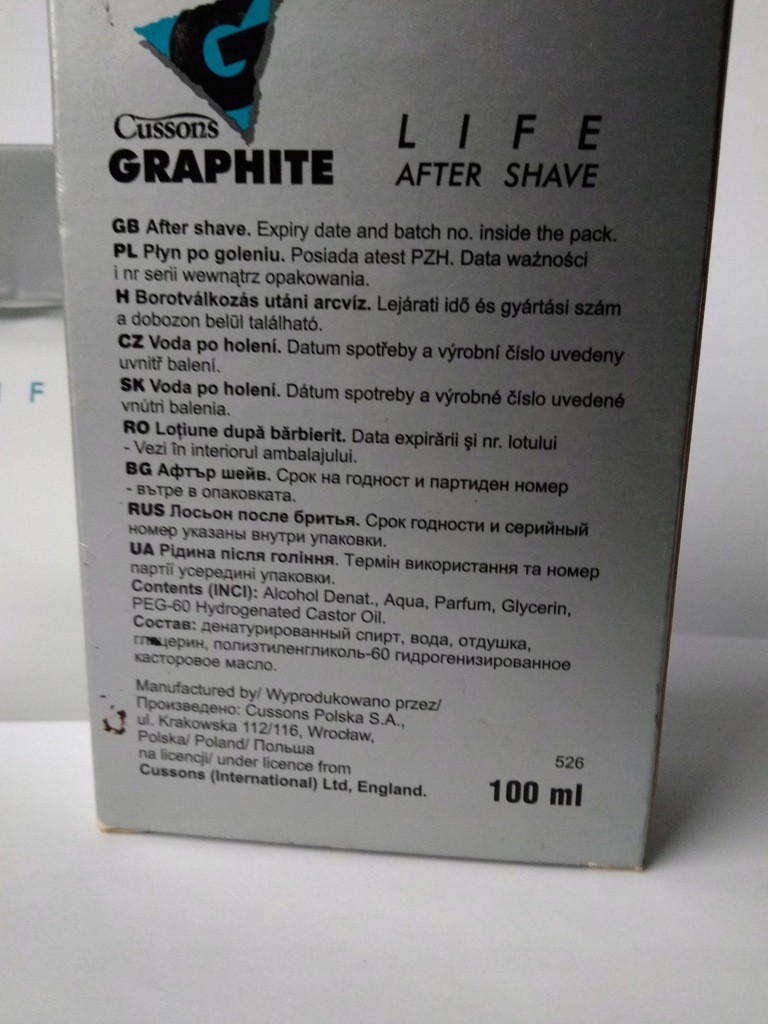 G
Cussons
GRAPHITE
LIFE
AFTER SHAVE
GB After shave. Expiry date and batch no. inside the pack.
PL Płyn po goleniu. Posiada atest PZH. Data ważności
i nr serii wewnątrz opakowania.
H Borotválkozás utáni arcvíz. Lejárati idő és gyártási szám
a dobozon belül található.
CZ Voda po holení. Datum spotřeby a výrobní číslo uvedeny
uvnitř balení.
SK Voda po holení. Dátum spotreby a výrobné číslo uvedené
vnútri balenia.
RO Loțiune după bărbierit. Data expirării și nr. lotului
- Vezi în interiorul ambalajului.
BG Афтър шейв. Срок на годност и партиден номер
- вътре в опаковката.
RUS Лосьон после бритья. Срок годности и серийный
номер указаны внутри упаковки.
UA Рідина після гоління. Термін використання та номер
партії усередині упаковки.
Contents (INCI): Alcohol Denat., Aqua, Parfum, Glycerin,
PEG-60 Hydrogenated Castor Oil.
Состав: денатурированный спирт, вода, отдушка,
глицерин, полиэтиленгликоль-60 гидрогенизированное
касторовое масло.
Manufactured by/ Wyprodukowano przez/
Произведено: Cussons Polska S.A.,
ul. Krakowska 112/116, Wrocław,
Polska/ Poland/ Польша
na licencji/ under licence from
Cussons (International) Ltd, England.
526
100 ml
F